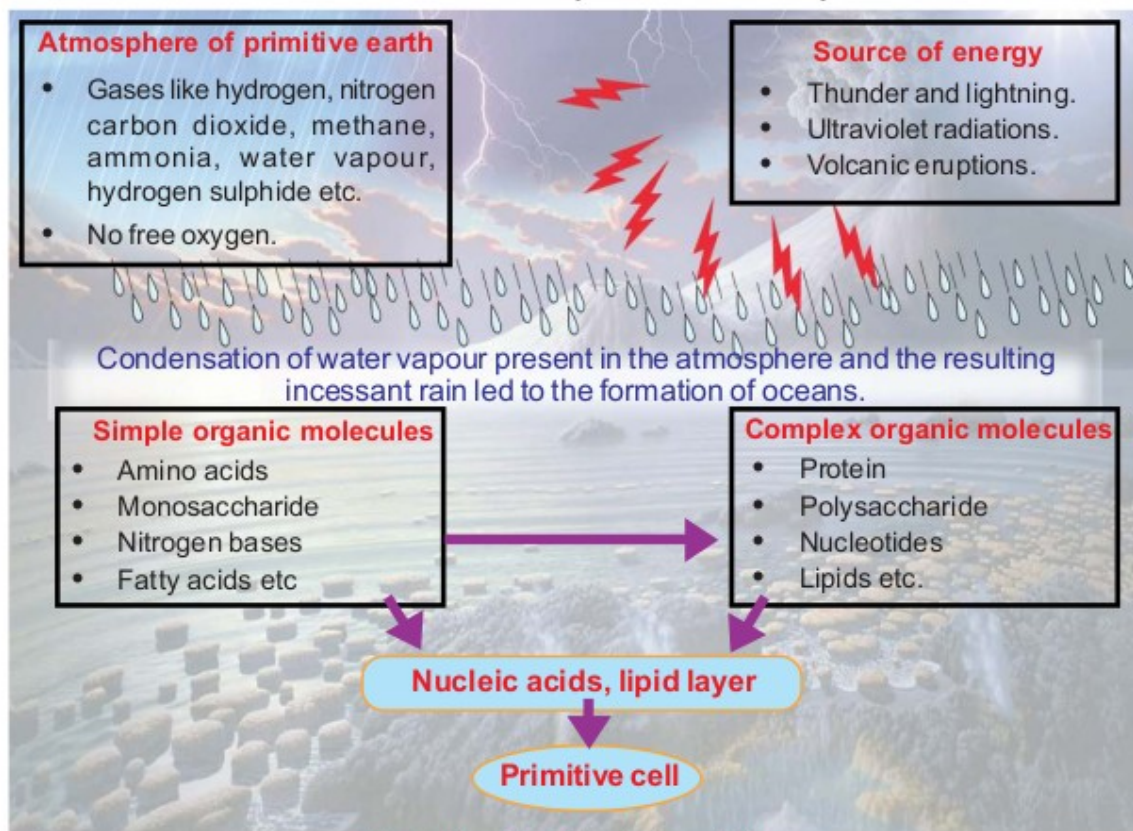 Atmosphere of primitive earth
• Gases like hydrogen, nitrogen
carbon dioxide, methane,
ammonia, water vapour,
hydrogen sulphide etc.
• No free oxygen.
Source of energy
• Thunder and lightning.
• Ultraviolet radiations.
• Volcanic eruptions.
Condensation of water vapour present in the atmosphere and the resulting
incessant rain led to the formation of oceans.
Simple organic molecules
• Amino acids
• Monosaccharide
• Nitrogen bases
• Fatty acids etc
Complex organic molecules
• Protein
• Polysaccharide
• Nucleotides
• Lipids etc.
Nucleic acids, lipid layer
Primitive cell